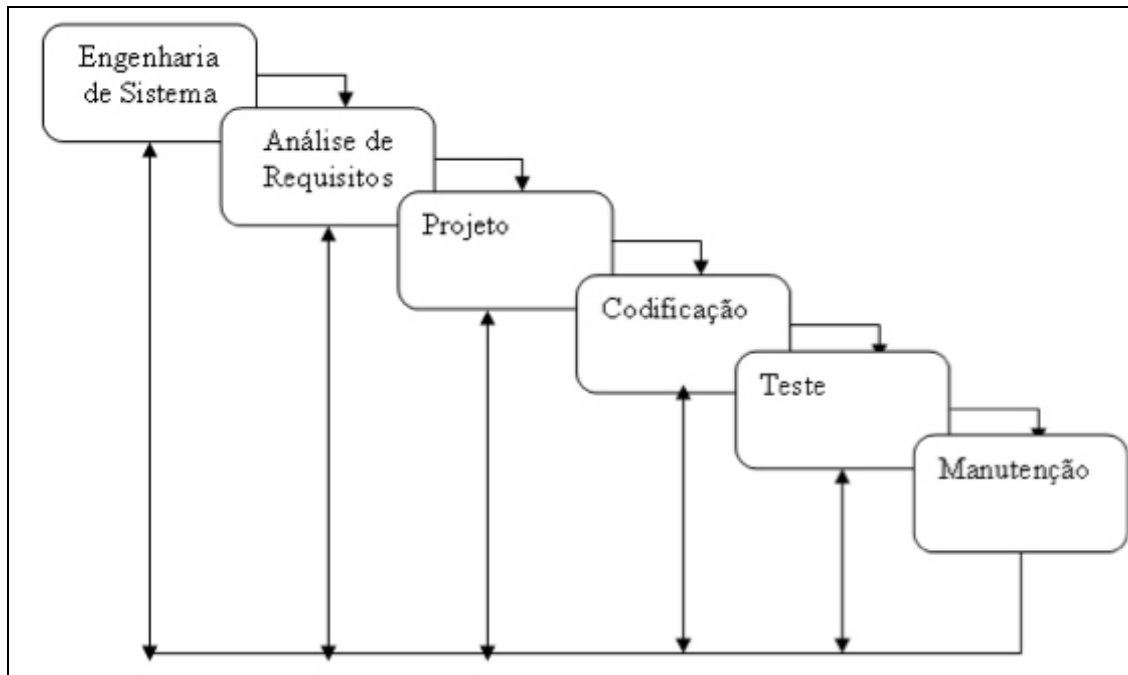 Engenharia
de Sistema
Análise de
Requisitos
Projeto
Codificação
Teste
Manutenção